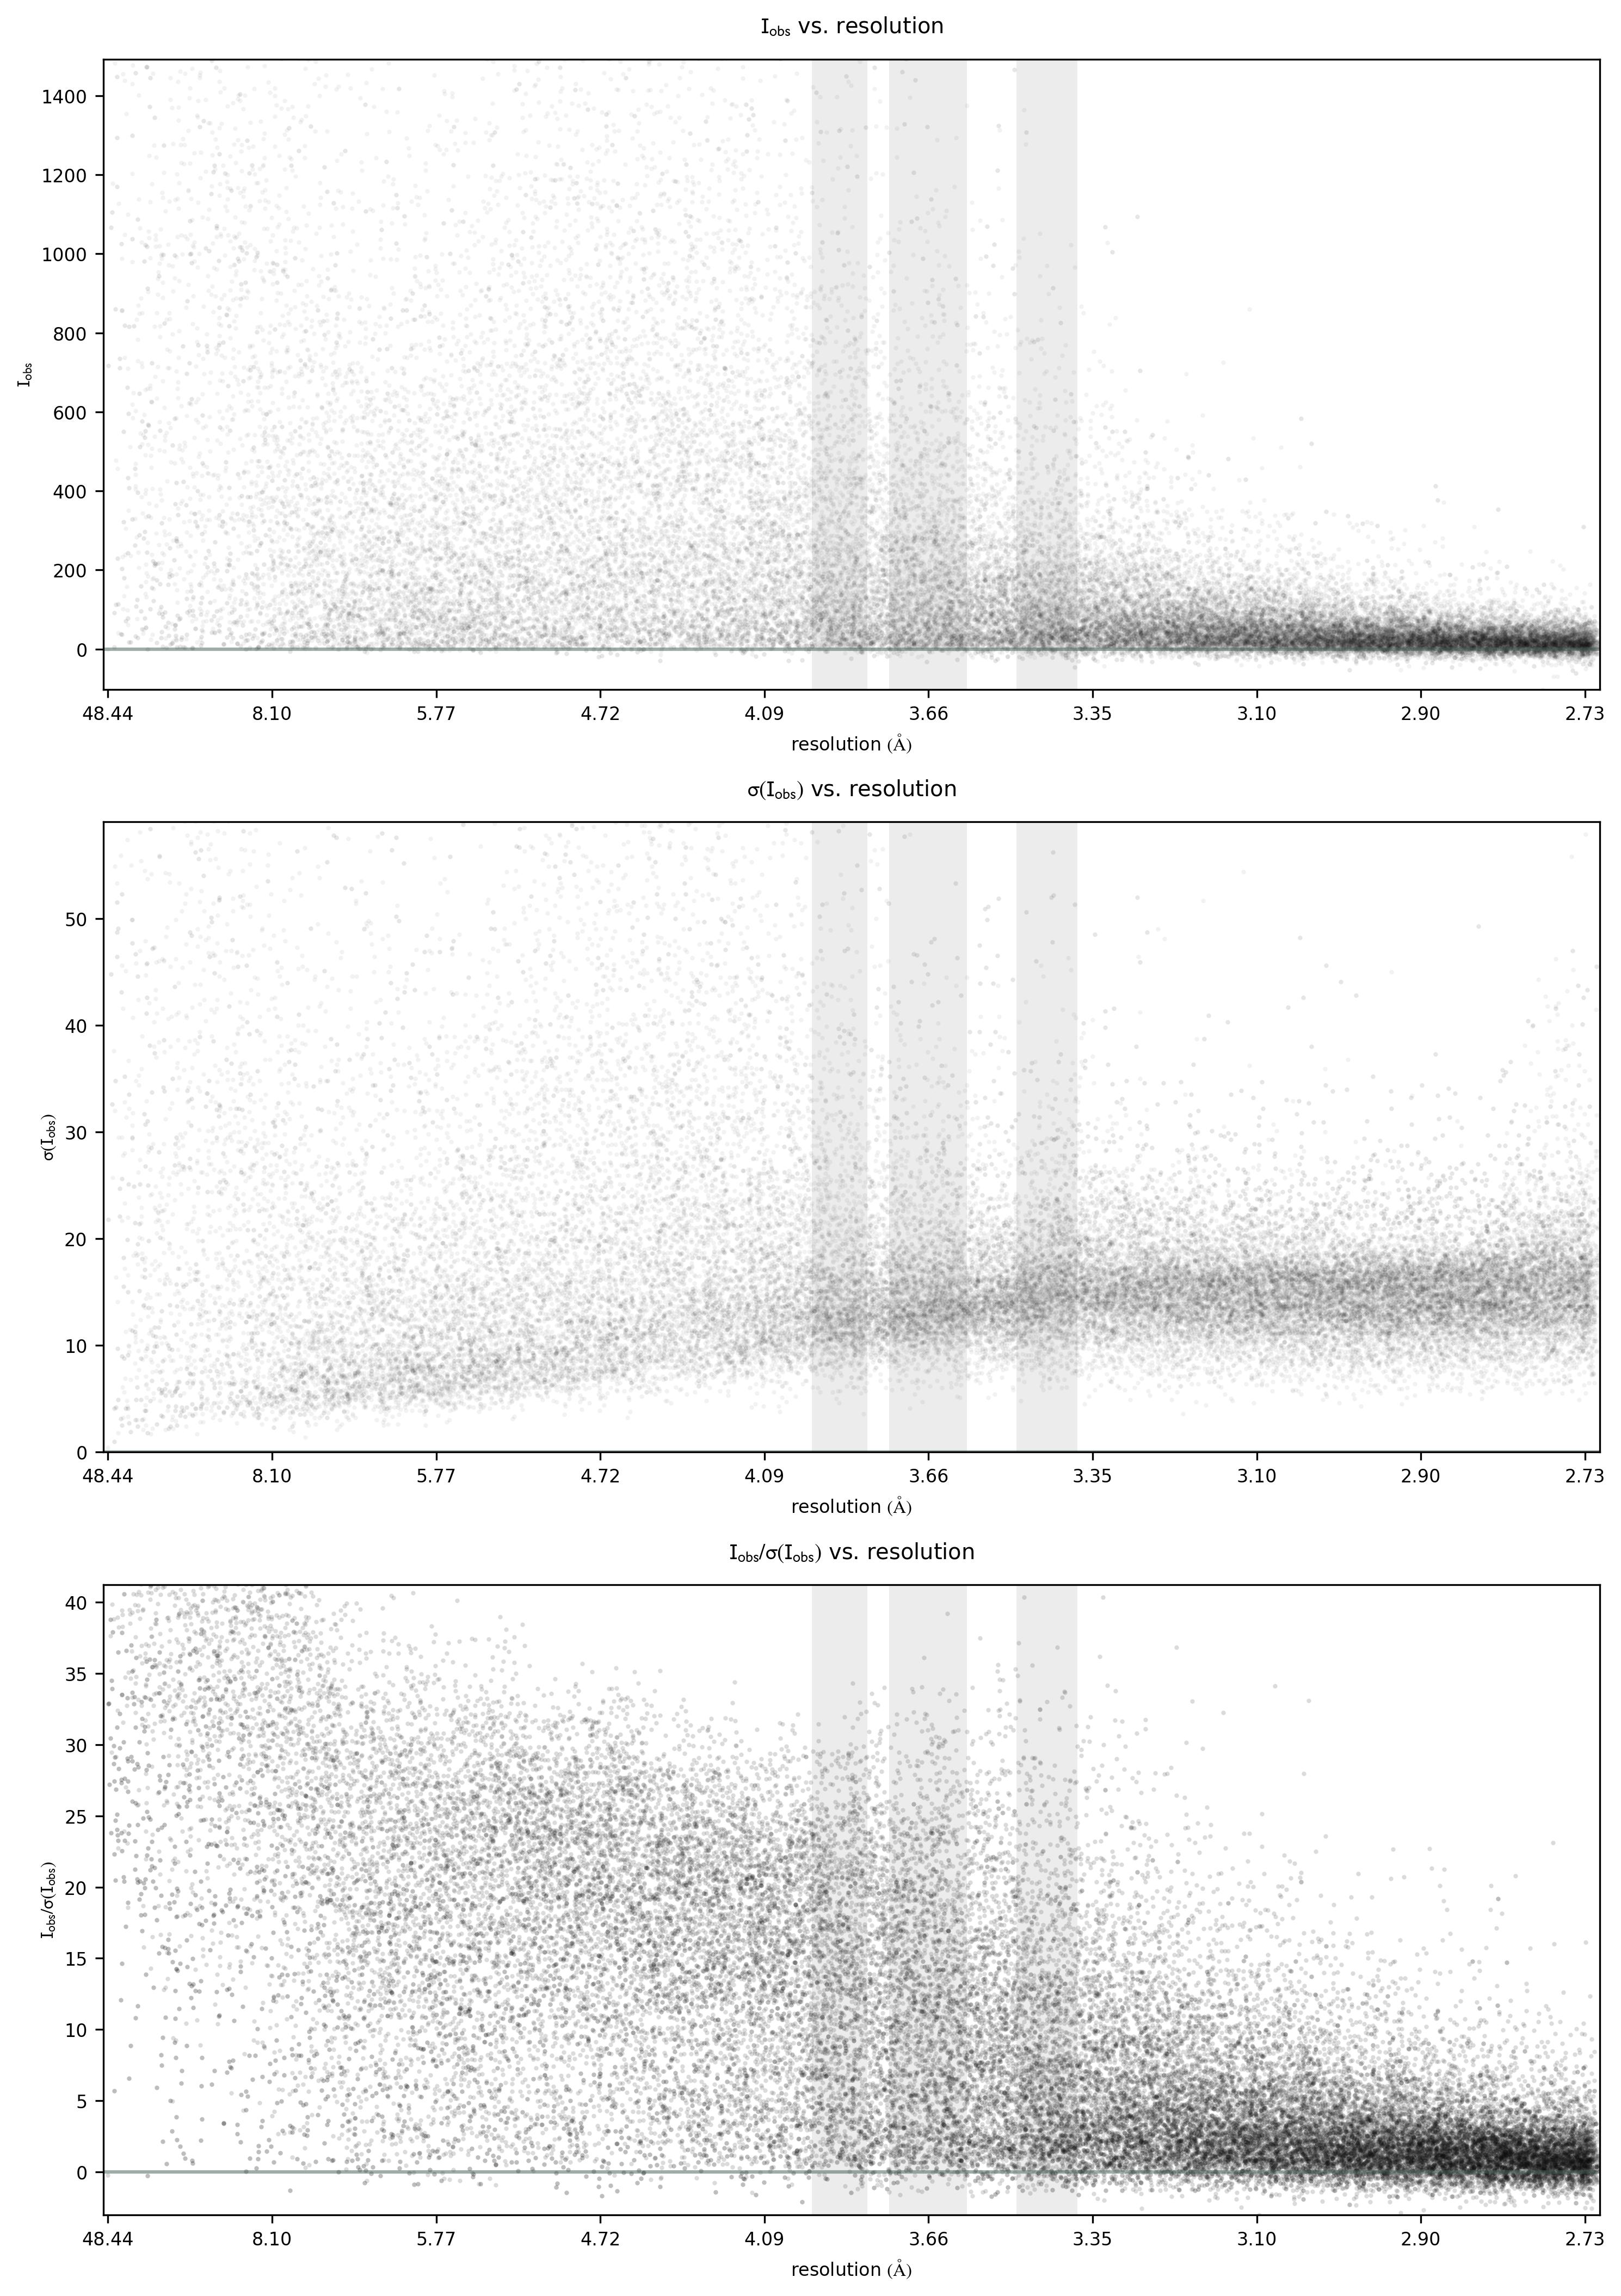 I_obs vs. resolution
1400
1200
1000
800
600
400
200
0
I_obs
48.44 8.10 5.77 4.72 4.09 3.66 3.35 3.10 2.90 2.73
resolution (Å)
σ(I_obs) vs. resolution
50
40
30
20
10
0
σ(I_obs)
48.44 8.10 5.77 4.72 4.09 3.66 3.35 3.10 2.90 2.73
resolution (Å)
I_obs/σ(I_obs) vs. resolution
40
35
30
25
20
15
10
5
0
I_obs/σ(I_obs)
48.44 8.10 5.77 4.72 4.09 3.66 3.35 3.10 2.90 2.73
resolution (Å)